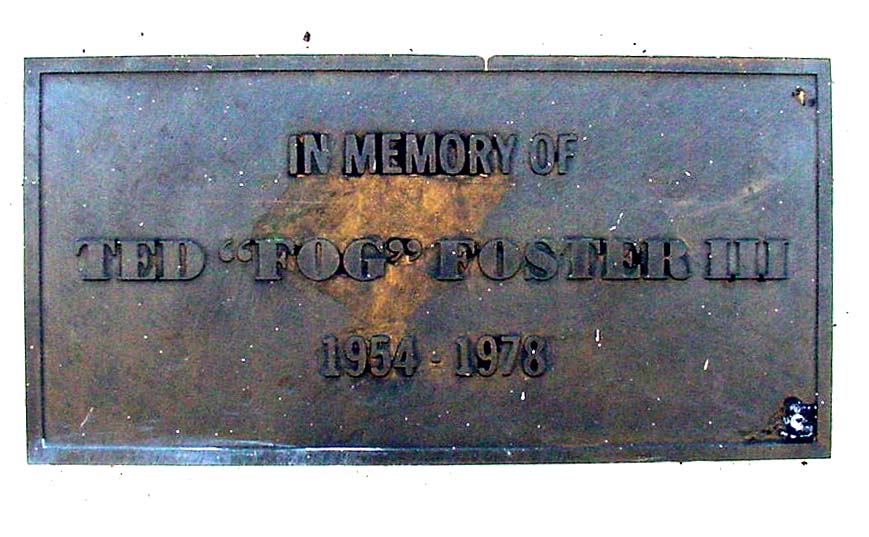 IN MEMORY OF
TED “FOG” FOSTER III
1954 - 1978